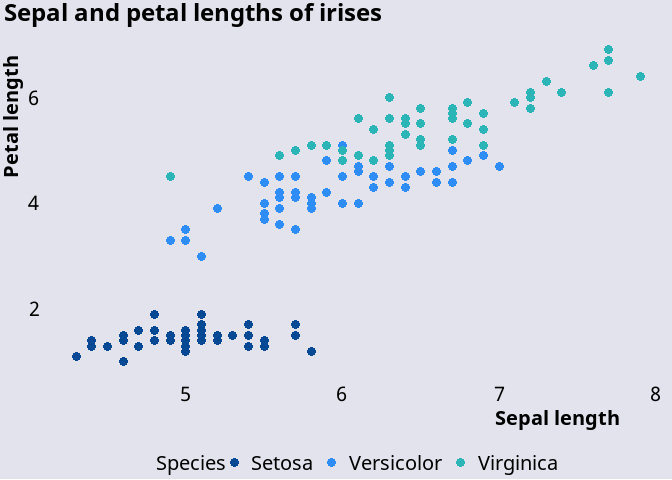 Sepal and petal lengths of irises
Petal length
6
4
2
5 6 7 8
Sepal length
Species Setosa Versicolor Virginica